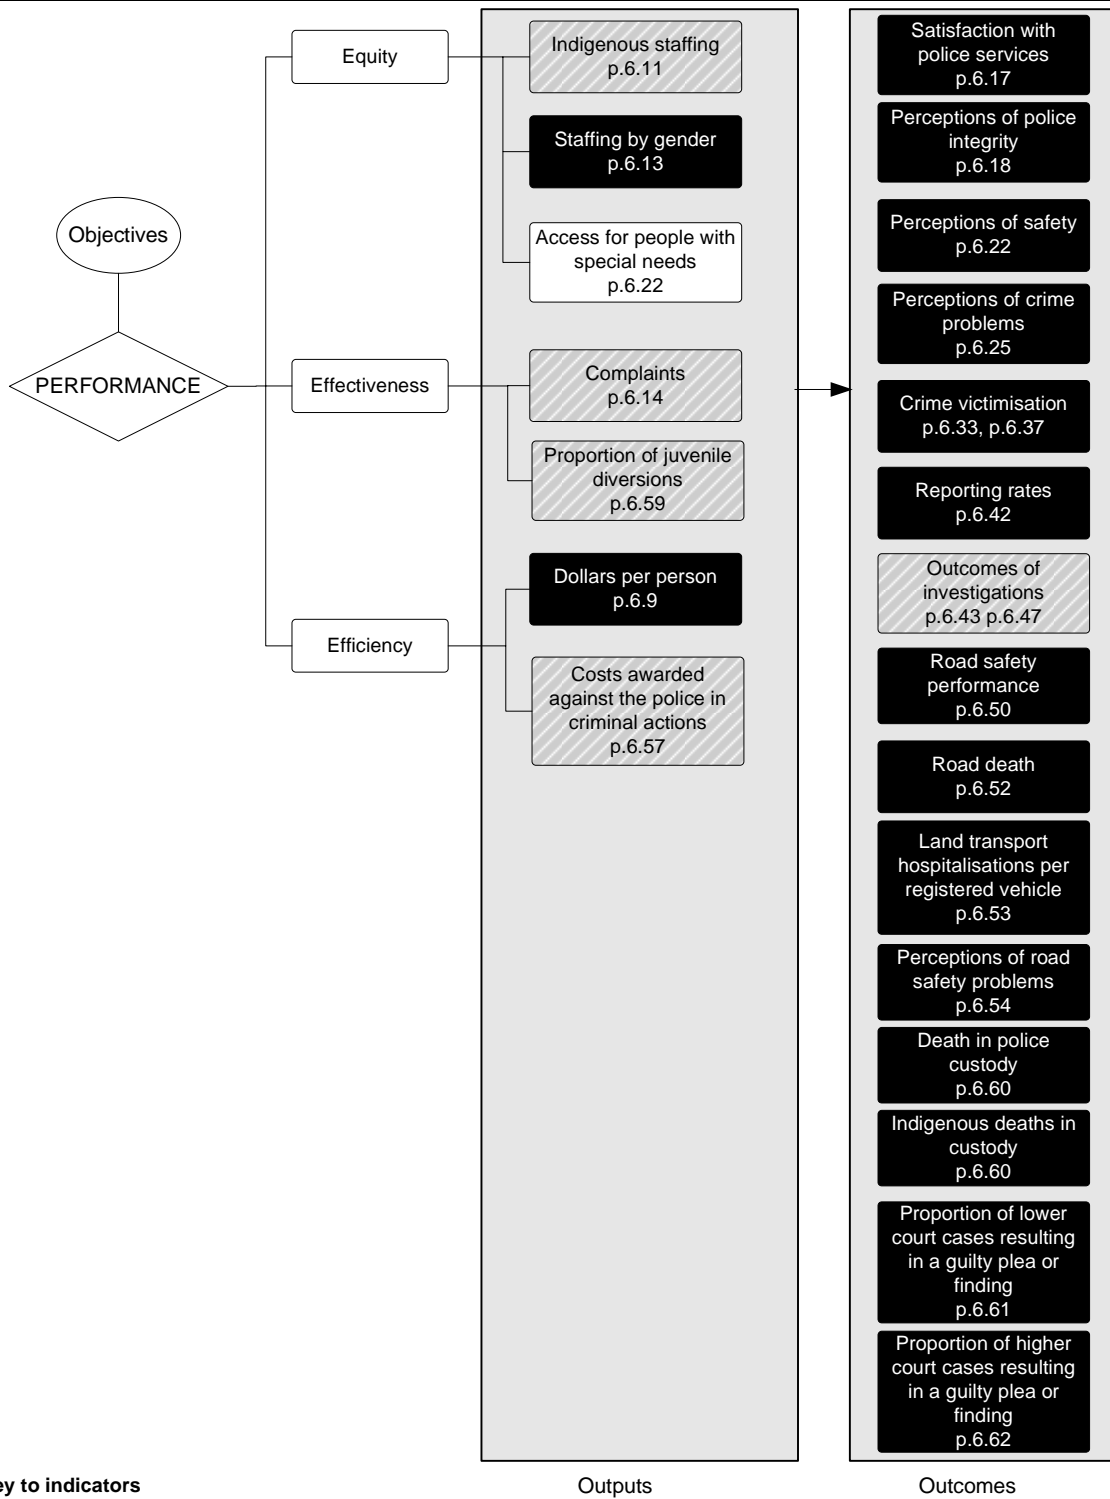 Objectives
PERFORMANCE
Equity
Effectiveness
Efficiency
Indigenous staffing
p.6.11
Staffing by gender
p.6.13
Access for people with
special needs
p.6.22
Complaints
p.6.14
Proportion of juvenile
diversions
p.6.59
Dollars per person
p.6.9
Costs awarded
against the police in
criminal actions
p.6.57
Satisfaction with
police services
p.6.17
Perceptions of police
integrity
p.6.18
Perceptions of safety
p.6.22
Perceptions of crime
problems
p.6.25
Crime victimisation
p.6.33, p.6.37
Reporting rates
p.6.42
Outcomes of
investigations
p.6.43 p.6.47
Road safety
performance
p.6.50
Road death
p.6.52
Land transport
hospitalisations per
registered vehicle
p.6.53
Perceptions of road
safety problems
p.6.54
Death in police
custody
p.6.60
Indigenous deaths in
custody
p.6.60
Proportion of lower
court cases resulting
in a guilty plea or
finding
p.6.61
Proportion of higher
court cases resulting
in a guilty plea or
finding
p.6.62
ey to indicators
Outputs
Outcomes